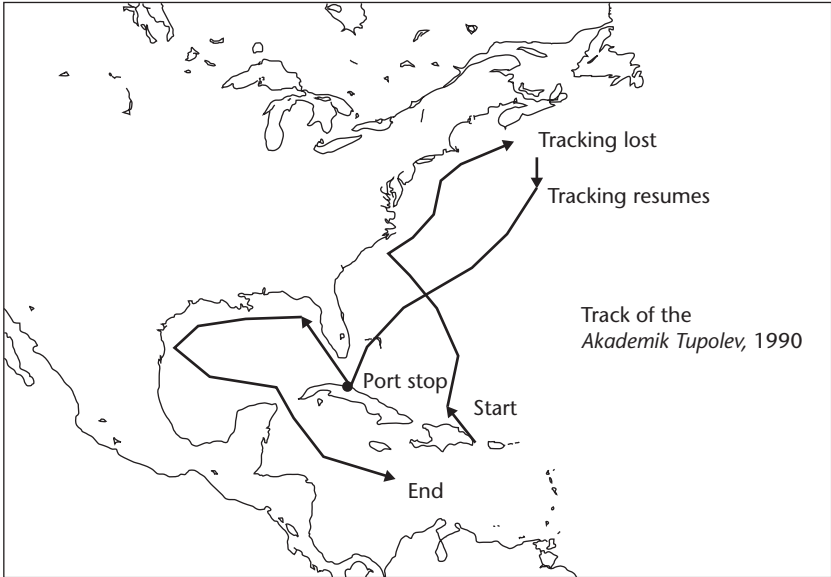 Tracking lost
Tracking resumes
Track of the
Akademik Tupolev, 1990
Port stop
Start
End